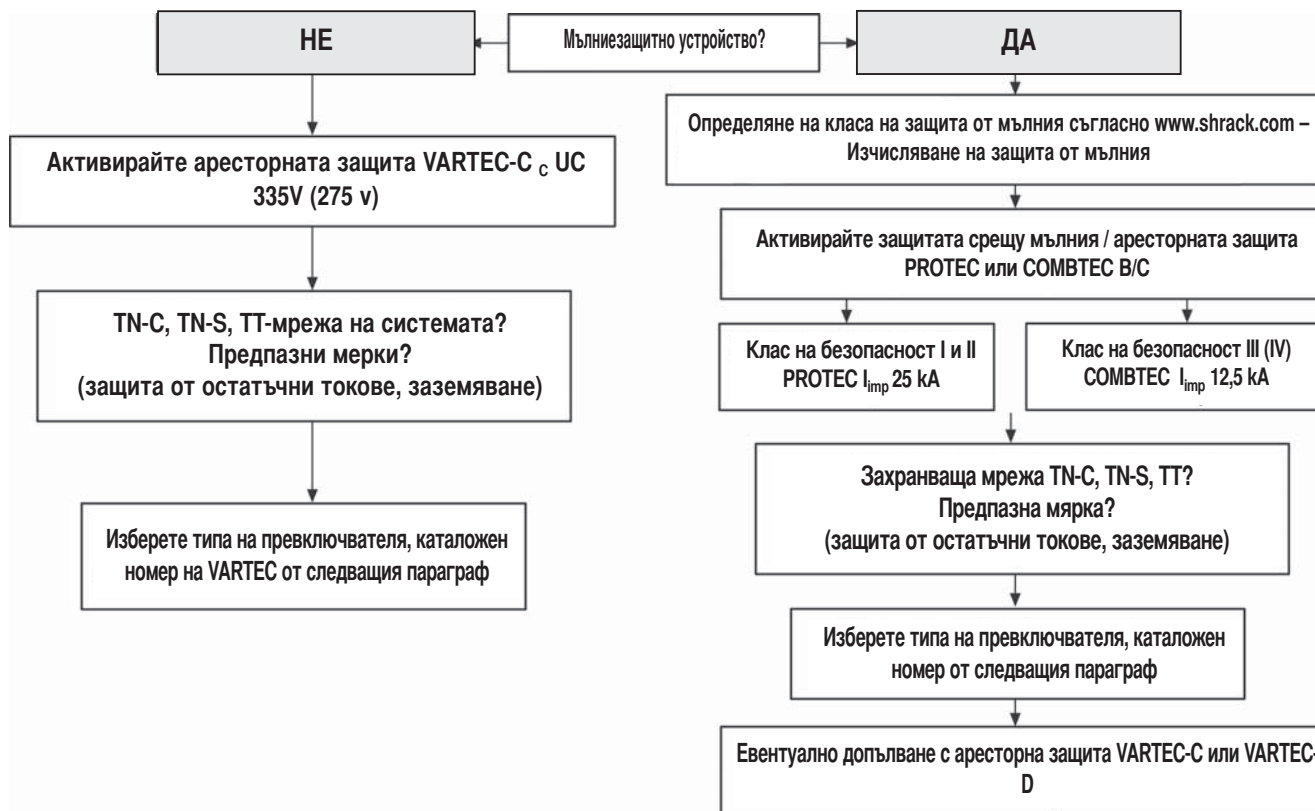 НЕ
Мълниезащитно устройство?
ДА
Активирайте аресторната защита VARTEC-C с UC
335V (275 v)
TN-C, TN-S, TT-мрежа на системата?
Предпазни мерки?
(защита от остатъчни токове, заземяване)
Изберете типа на превключвателя, каталожен
номер на VARTEC от следващия параграф
Определяне на класа на защита от мълния съгласно www.shrack.com –
Изчисляване на защита от мълния
Активирайте защитата срещу мълния / аресторната защита
PROTEC или COMBTEC B/C
Клас на безопасност I и II
PROTEC Iimp 25 kA
Клас на безопасност III (IV)
COMBTEC Iimp 12,5 kA
Захранваща мрежа TN-C, TN-S, TT?
Предпазна мярка?
(защита от остатъчни токове, заземяване)
Изберете типа на превключвателя, каталожен
номер от следващия параграф
Евентуално допълване с аресторна защита VARTEC-C или VARTEC-
D